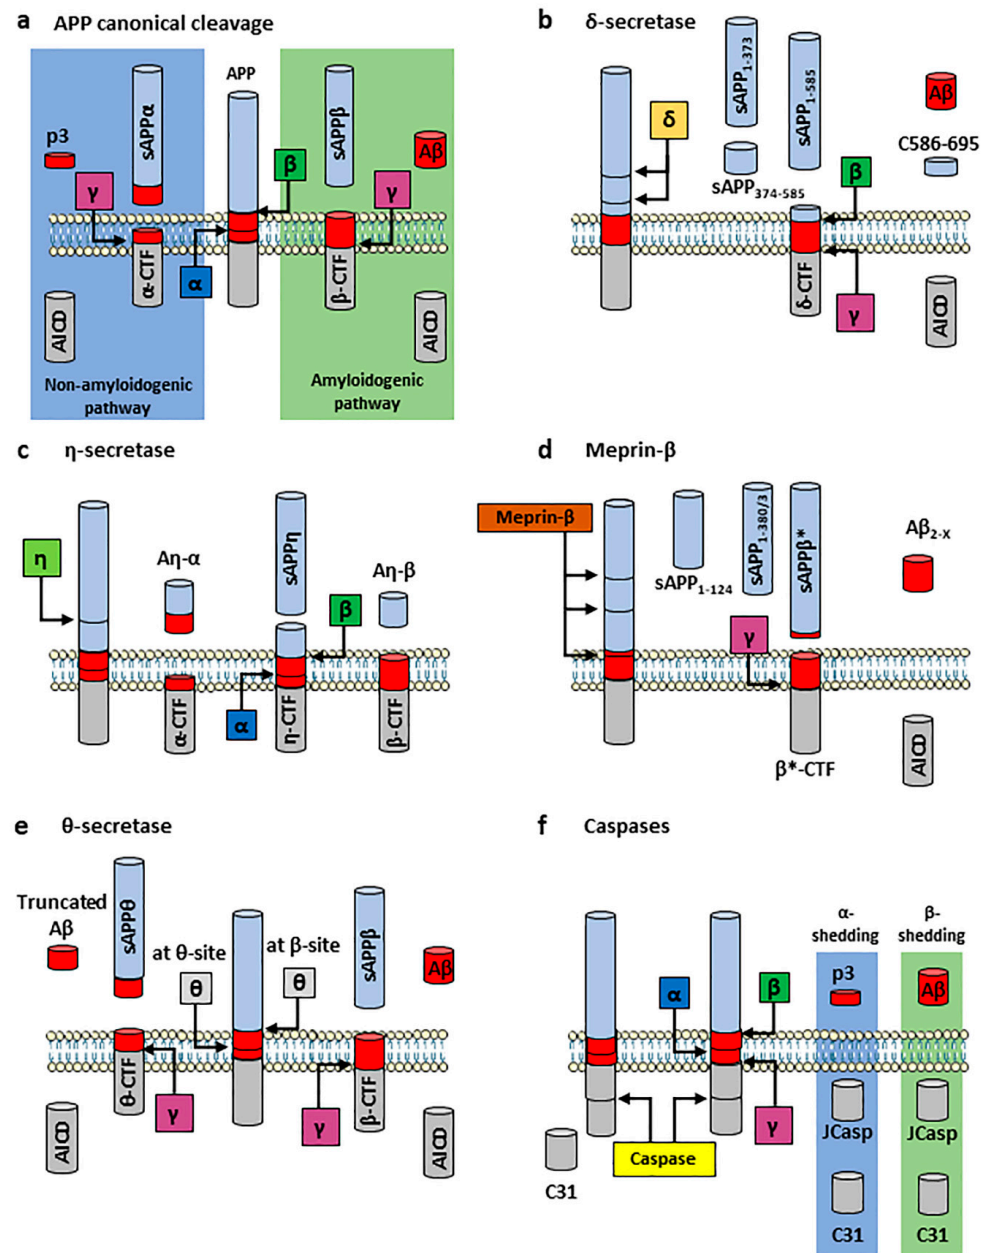 a APP canonical cleavage
APP
sAPPα
sAPPβ
p3
Aβ
β
γ
γ
α-CTF
α
β-CTF
AICD
AICD
Non-amyloidogenic
pathway
Amyloidogenic
pathway
b δ-secretase
sAPP1-373
sAPP1-585
Aβ
δ
C586-695
sAPP374-585
β
δ-CTF
γ
AICD
c η-secretase
sAPPη
Aη-α
Aη-β
η
β
α-CTF
α
η-CTF
β-CTF
d Meprin-β
Meprin-β
sAPP1-380/3
sAPPβ*
Aβ2-X
sAPP1-124
γ
AICD
β*-CTF
e θ-secretase
sAPPθ
Truncated
Aβ
at θ-site
at β-site
sAPPβ
θ
θ
Aβ
θ-CTF
γ
γ
β-CTF
AICD
AICD
f Caspases
α-
shedding
β-
shedding
α
β
p3
Aβ
γ
JCasp
JCasp
Caspase
C31
C31
C31